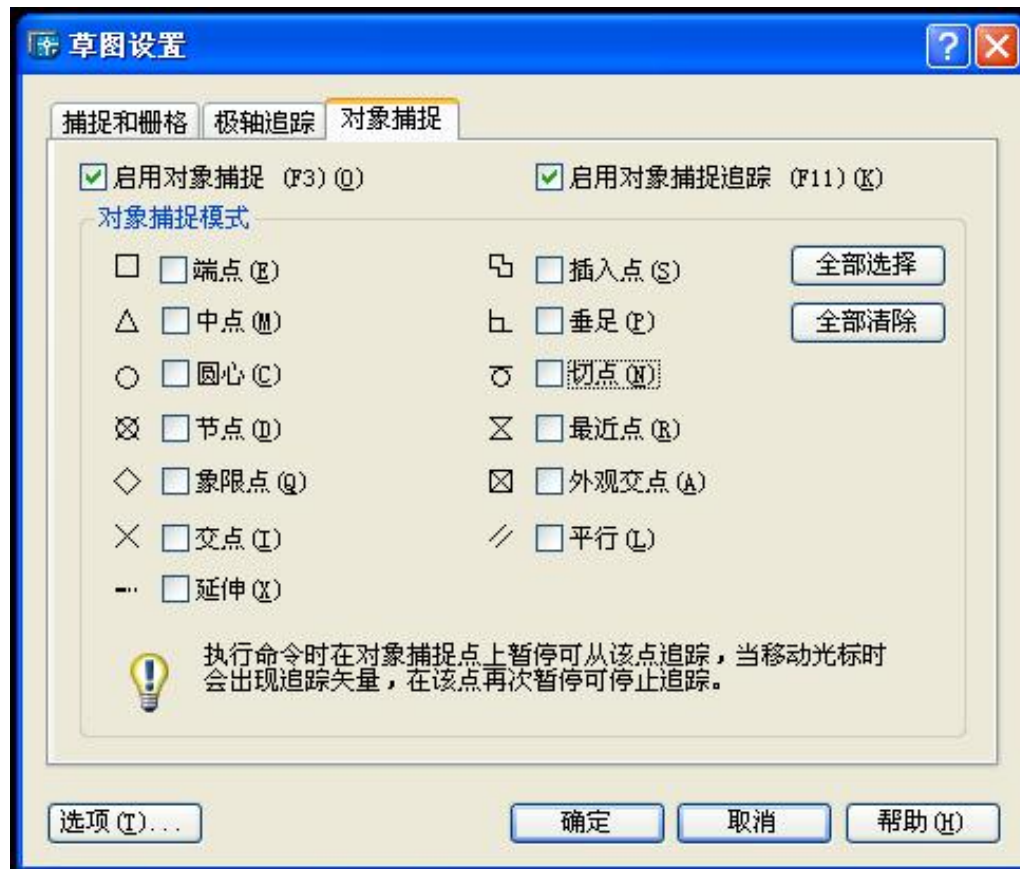 草图设置
捕捉和栅格 极轴追踪 对象捕捉
启用对象捕捉 (F3)(O) 启用对象捕捉追踪 (F11)(K)
对象捕捉模式
端点(E) 插入点(S) 全部选择
中点(M) 垂足(P) 全部清除
圆心(C) 切点(N)
节点(D) 最近点(R)
象限点(Q) 外观交点(A)
交点(I) 平行(L)
延伸(X)
执行命令时在对象捕捉点上暂停可从该点追踪，当移动光标时
会出现追踪矢量，在该点再次暂停可停止追踪。
选项(T)... 确定 取消 帮助(H)